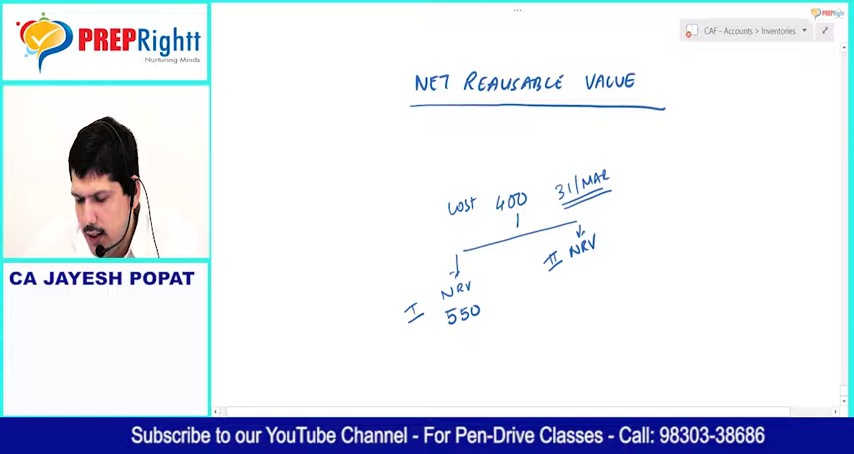 PREPRightt
Nurturing Minds
CA JAYESH POPAT
CAF - Accounts > Inventories
PREPRightt
NET REALISABLE VALUE
COST 400 31/MAR
I NRV
550
II NRV
Subscribe to our YouTube Channel - For Pen-Drive Classes - Call: 98303-38686